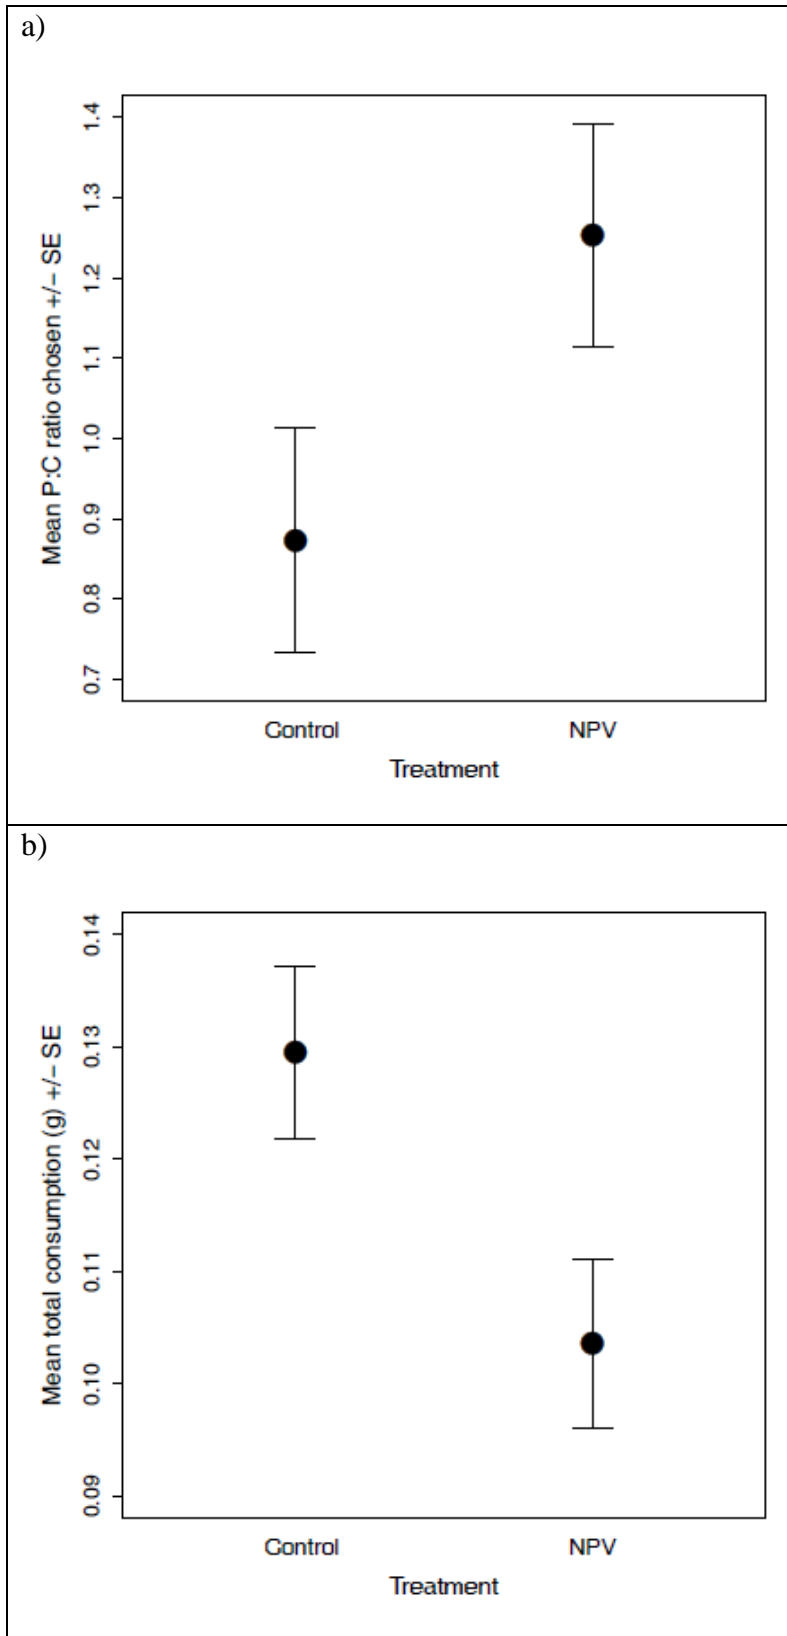 a)
Mean P:C ratio chosen +/− SE
1.4
1.3
1.2
1.1
1.0
0.9
0.8
0.7
Control NPV
Treatment
b)
Mean total consumption (g) +/− SE
0.14
0.13
0.12
0.11
0.10
0.09
Control NPV
Treatment